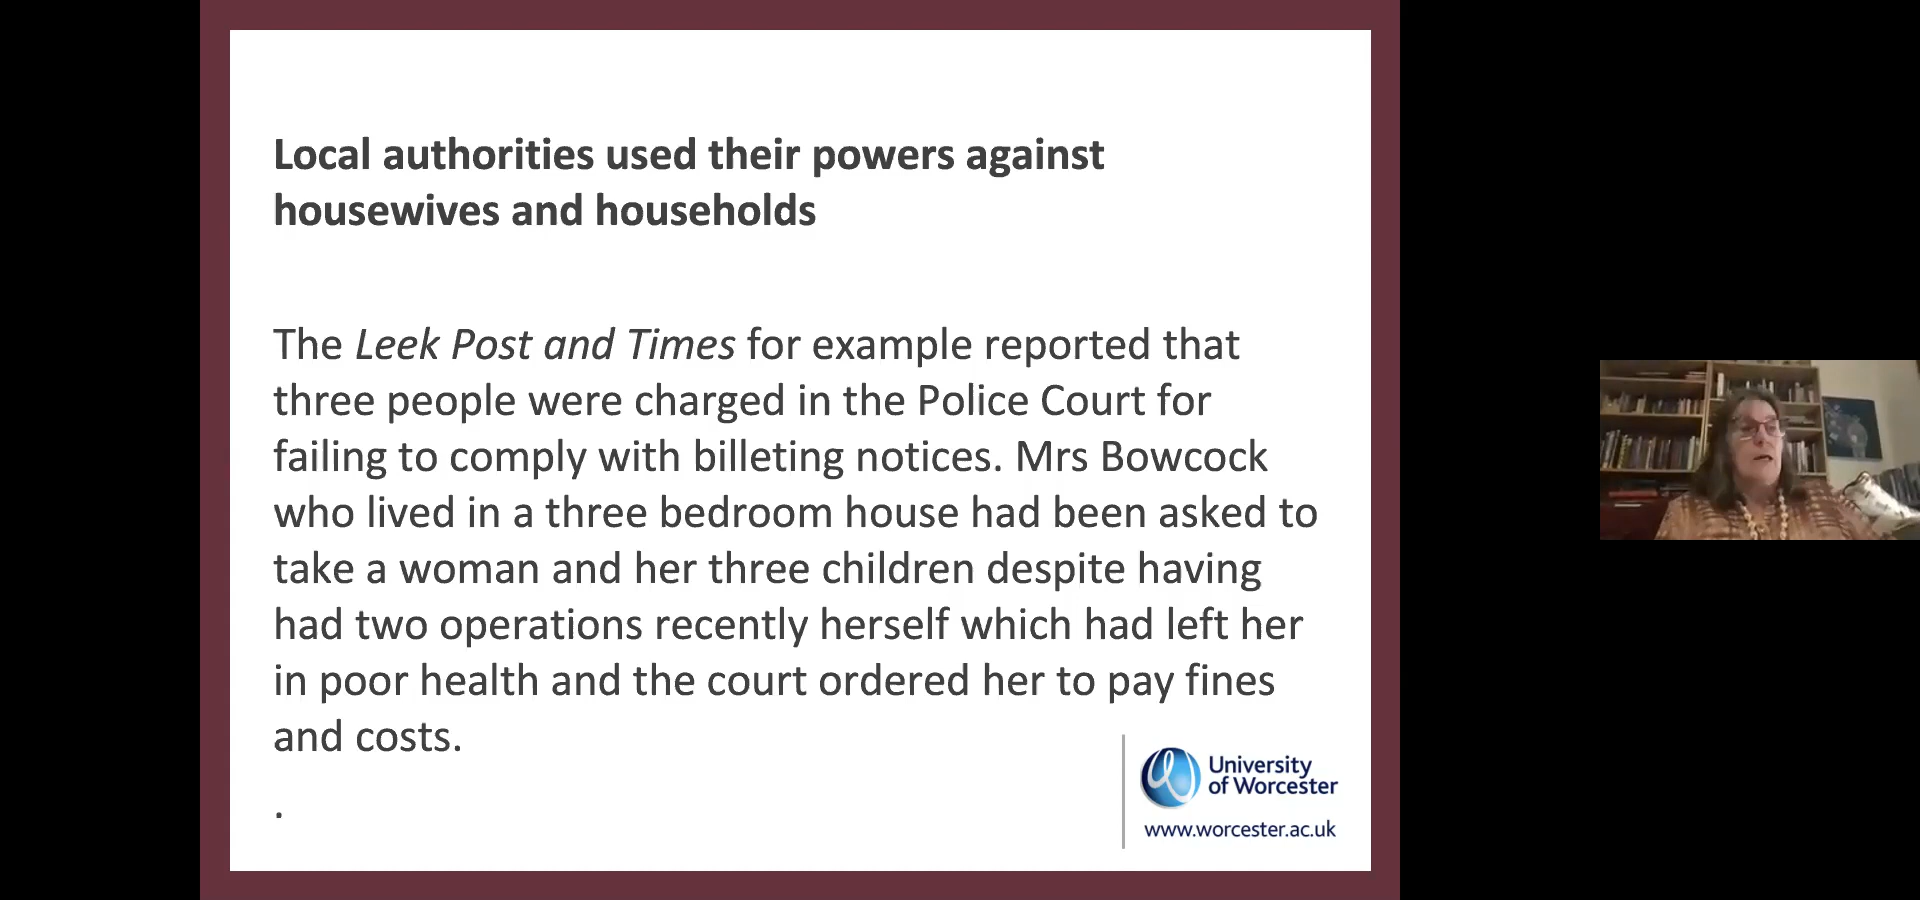 Local authorities used their powers against
housewives and households
The Leek Post and Times for example reported that
three people were charged in the Police Court for
failing to comply with billeting notices. Mrs Bowcock
who lived in a three bedroom house had been asked to
take a woman and her three children despite having
had two operations recently herself which had left her
in poor health and the court ordered her to pay fines
and costs.
.
University
of Worcester
www.worcester.ac.uk